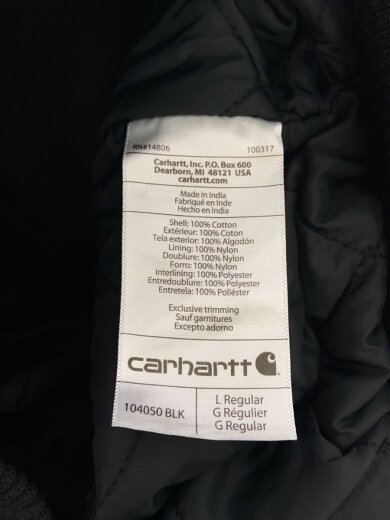 RN#14806 100317
Carhartt, Inc. P.O. Box 600
Dearborn, MI 48121 USA
carhartt.com
Made in India
Fabriqué en Inde
Hecho en India
Shell: 100% Cotton
Extérieur: 100% Coton
Tela exterior: 100% Algodón
Lining: 100% Nylon
Doublure: 100% Nylon
Forro: 100% Nylon
Interlining: 100% Polyester
Entredoublure: 100% Polyester
Entretela: 100% Poliéster
Exclusive trimming
Sauf garnitures
Excepto adorno
carhartt
104050 BLK
L Regular
G Régulier
G Regular